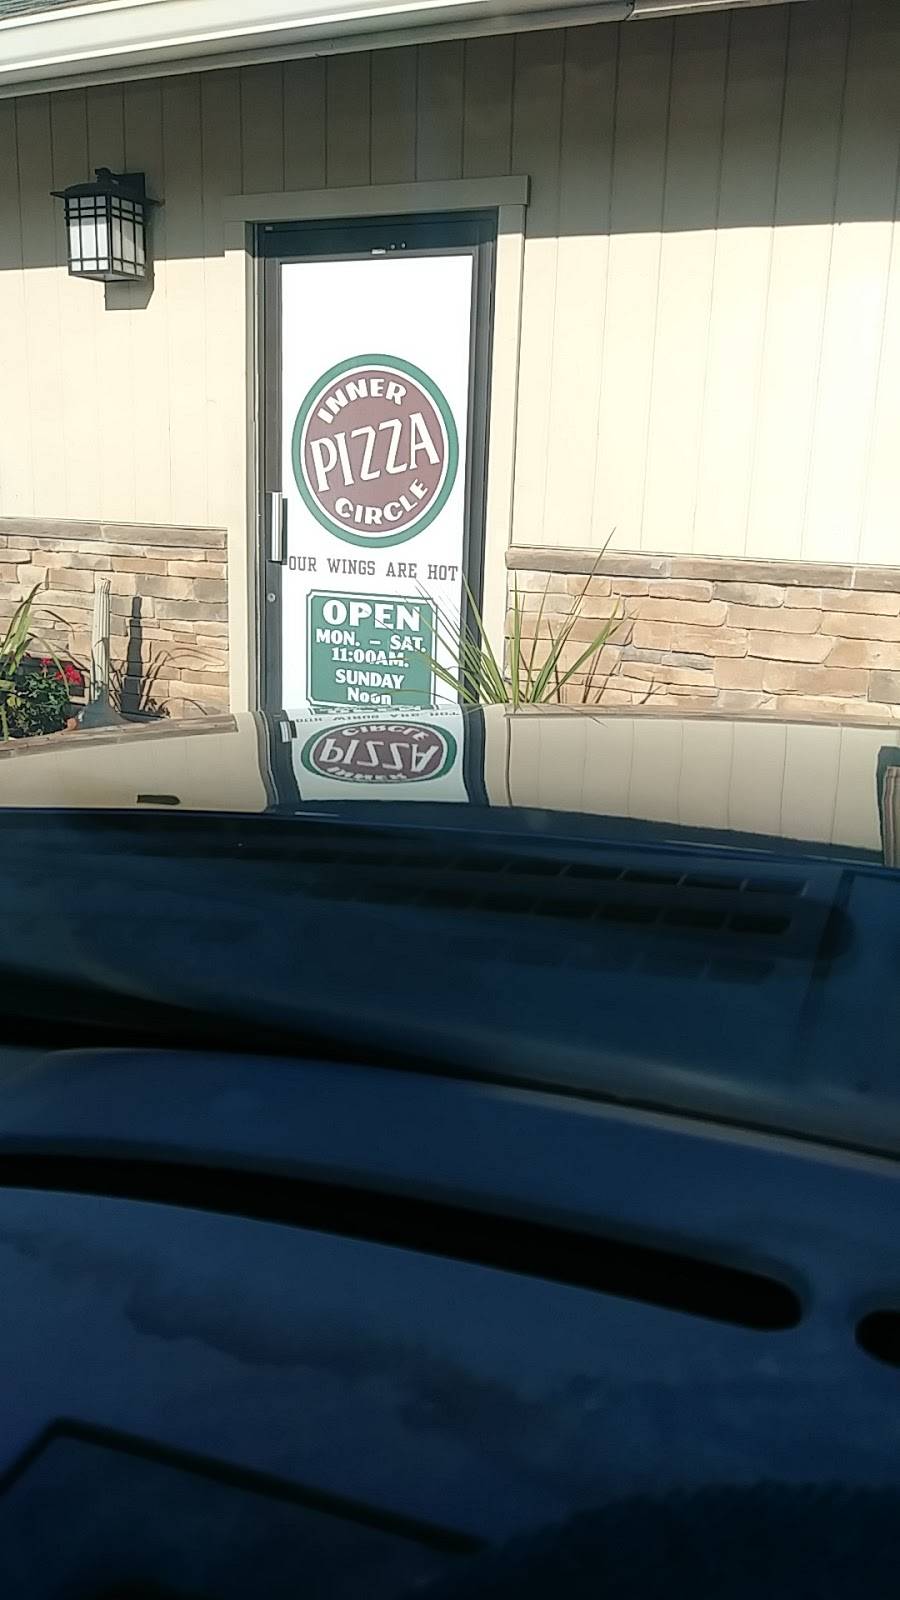 INNER
PIZZA
CIRCLE
OUR WINGS ARE HOT
OPEN
MON. – SAT.
11:00AM.
SUNDAY
Noon